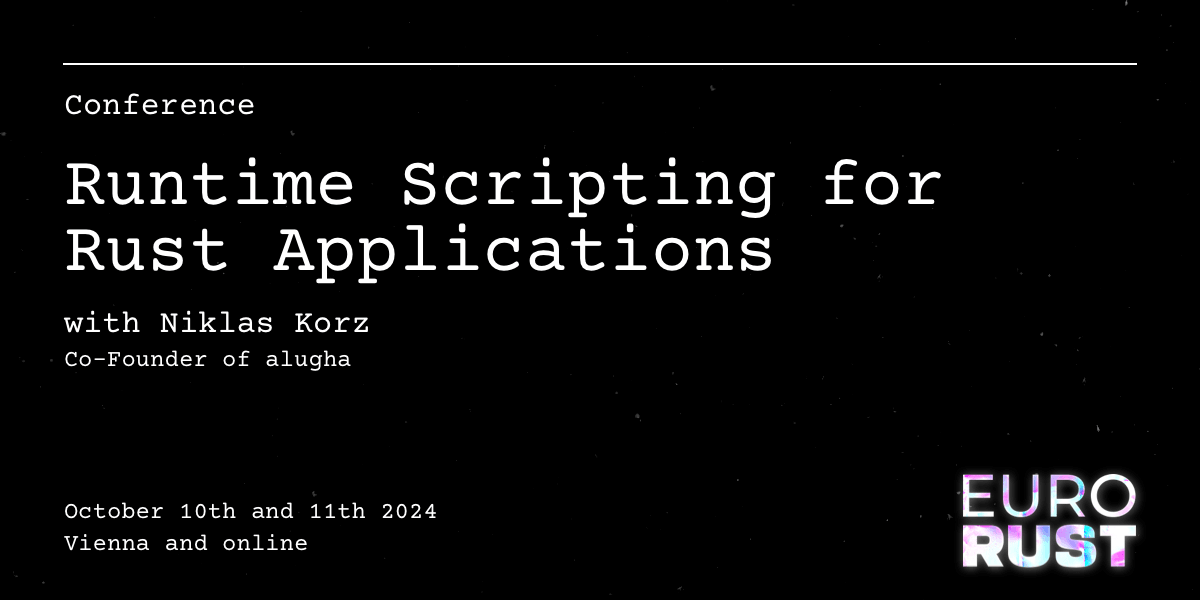 Conference
Runtime Scripting for
Rust Applications
with Niklas Korz
Co-Founder of alugha
October 10th and 11th 2024
Vienna and online
EURO
RUST